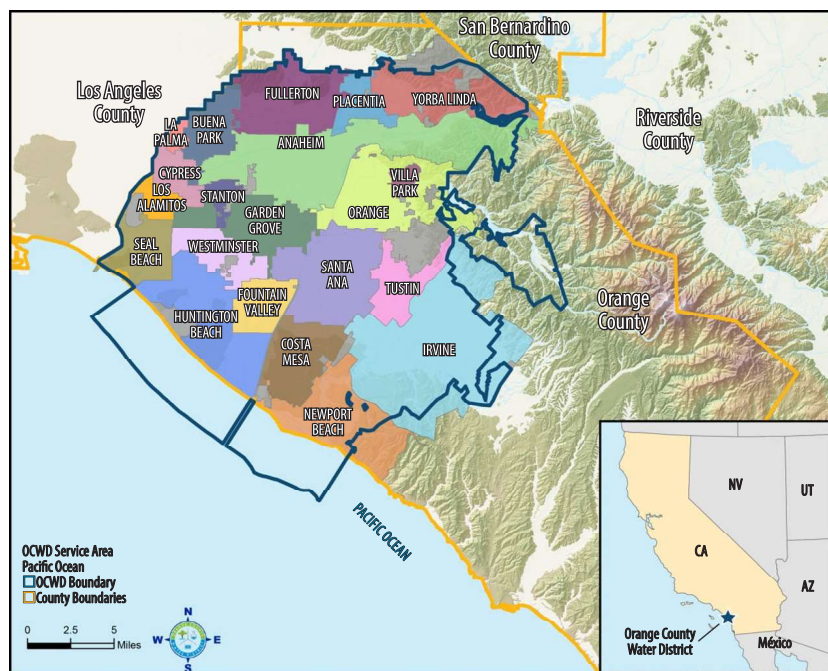 San Bernardino
County
Los Angeles
County
Riverside
County
FULLERTON
PLACENTIA
YORBA LINDA
BUENA
PARK
LA
PALMA
ANAHEIM
CYPRESS
VILLA
PARK
LOS
ALAMITOS
STANTON
GARDEN
GROVE
ORANGE
SEAL
BEACH
WESTMINSTER
SANTA
ANA
TUSTIN
Orange
County
FOUNTAIN
VALLEY
HUNTINGTON
BEACH
COSTA
MESA
IRVINE
NEWPORT
BEACH
PACIFIC OCEAN
OCWD Service Area
Pacific Ocean
OCWD Boundary
County Boundaries
0 2.5 5
Miles
N
W E
S
NV
UT
CA
AZ
Orange County
Water District
México